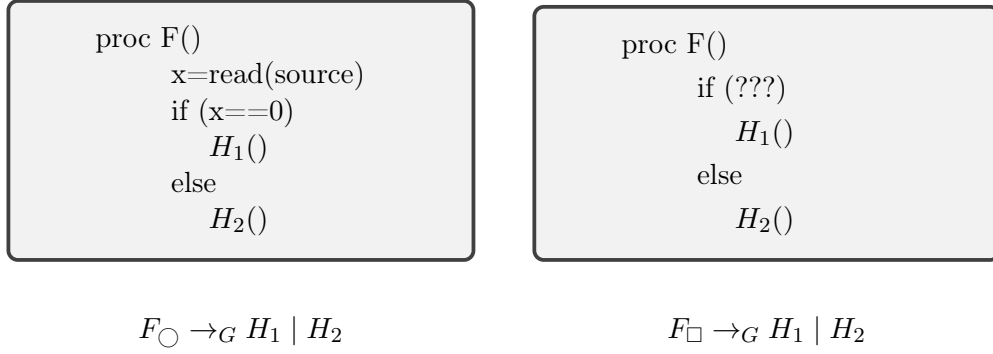 proc F()
x=read(source)
if (x==0)
H₁()
else
H₂()
F○ →G H₁ | H₂
proc F()
if (???)
H₁()
else
H₂()
F□ →G H₁ | H₂